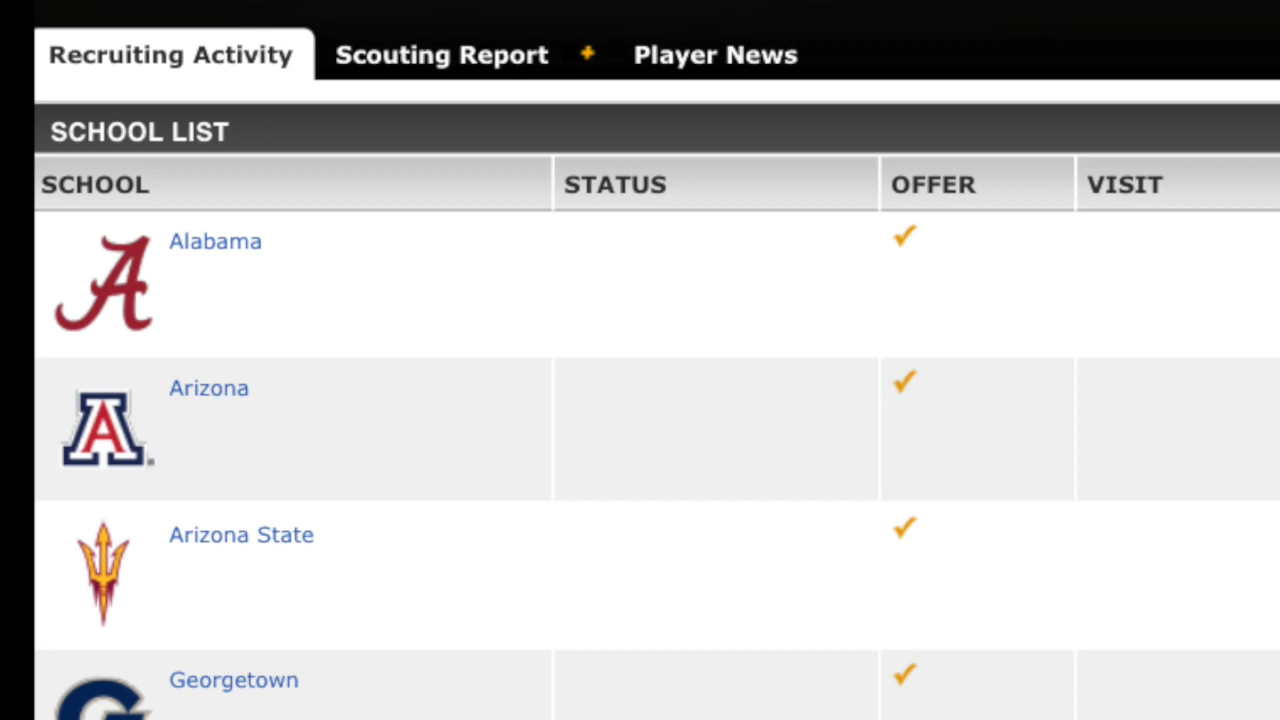 Recruiting Activity Scouting Report + Player News
SCHOOL LIST
SCHOOL STATUS OFFER VISIT
A Alabama ✓
A Arizona ✓
Arizona State ✓
G Georgetown ✓